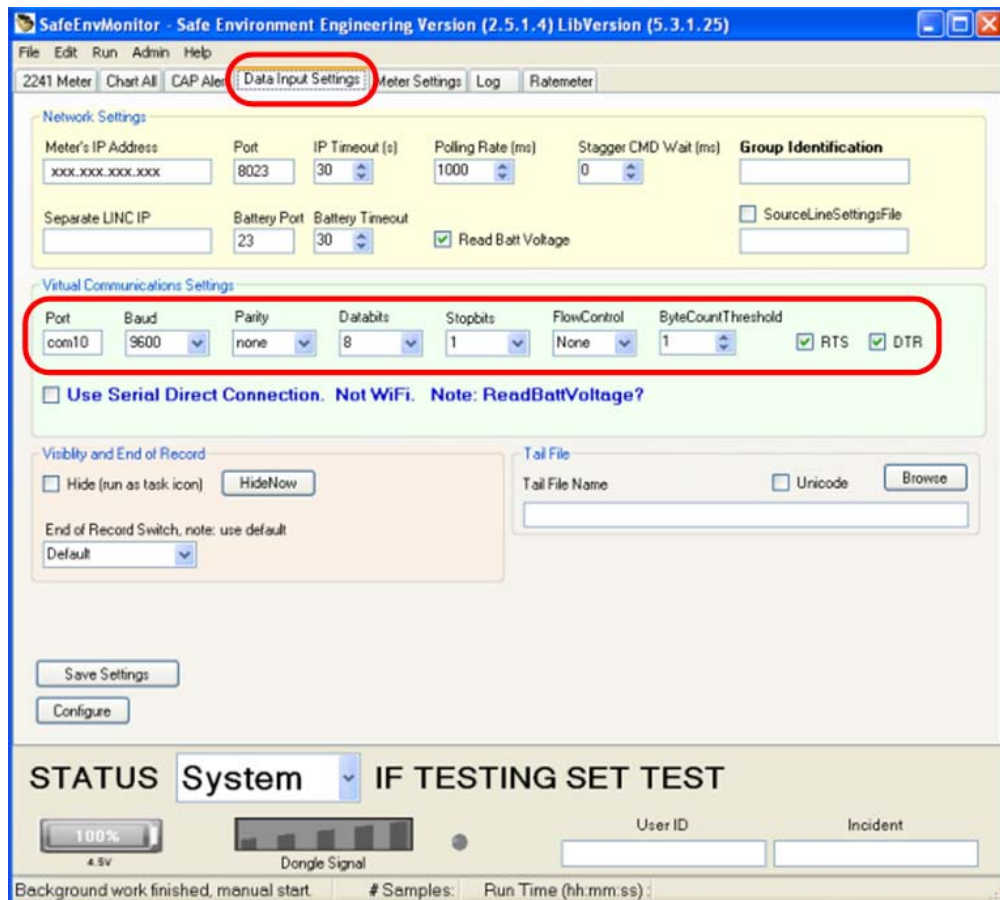 SafeEnvMonitor - Safe Environment Engineering Version (2.5.1.4) LibVersion (5.3.1.25)
File Edit Run Admin Help
2241 Meter Chart All CAP Aler Data Input Settings Meter Settings Log Ratemeter
Network Settings
Meter's IP Address Port IP Timeout (s) Polling Rate (ms) Stagger CMD Wait (ms) Group Identification
xxx.xxx.xxx.xxx 8023 30 1000 0
Separate LINC IP Battery Port Battery Timeout SourceLineSettingsFile
23 30 Read Batt Voltage
Virtual Communications Settings
Port Baud Parity Databits Stopbits FlowControl ByteCountThreshold
com10 9600 none 8 1 None 1 RTS DTR
Use Serial Direct Connection. Not WiFi. Note: ReadBattVoltage?
Visiblity and End of Record
Hide (run as task icon) HideNow
End of Record Switch, note: use default
Default
Tail File
Tail File Name Unicode Browse
Save Settings
Configure
STATUS System IF TESTING SET TEST
100%
4.5V
Dongle Signal
User ID Incident
Background work finished, manual start. # Samples: Run Time (hh:mm:ss) :